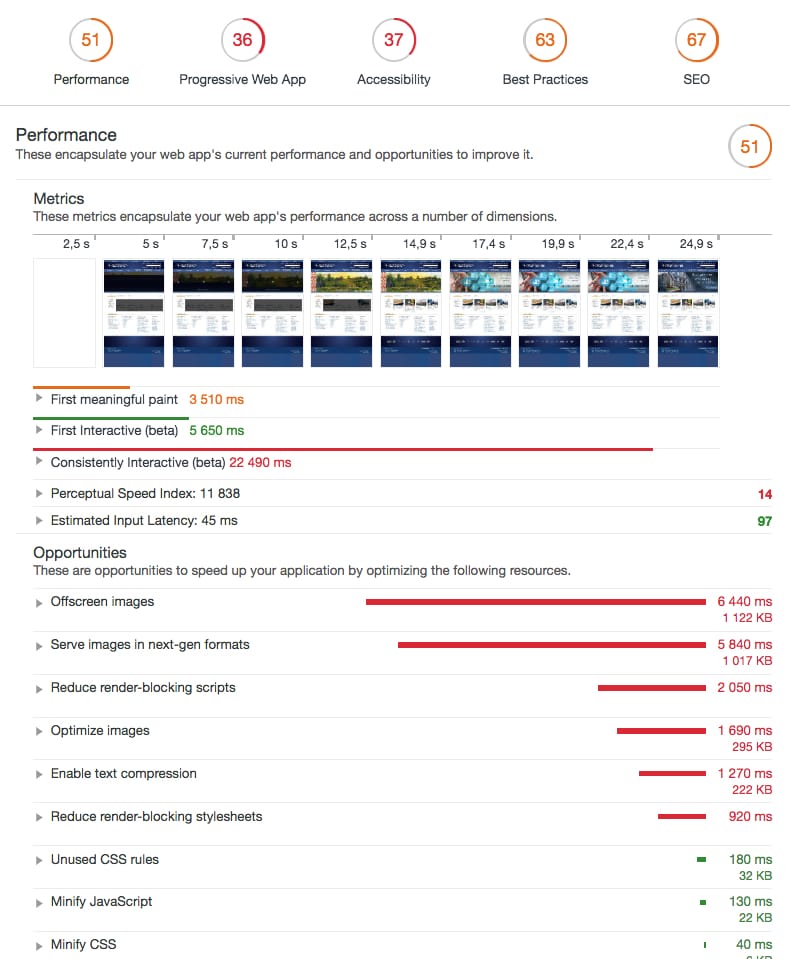 51
36
37
63
67
Performance
Progressive Web App
Accessibility
Best Practices
SEO
Performance
These encapsulate your web app's current performance and opportunities to improve it.
51
Metrics
These metrics encapsulate your web app's performance across a number of dimensions.
2,5 s
5 s
7,5 s
10 s
12,5 s
14,9 s
17,4 s
19,9 s
22,4 s
24,9 s
First meaningful paint 3 510 ms
First Interactive (beta) 5 650 ms
Consistently Interactive (beta) 22 490 ms
Perceptual Speed Index: 11 838 14
Estimated Input Latency: 45 ms 97
Opportunities
These are opportunities to speed up your application by optimizing the following resources.
Offscreen images 6 440 ms
1 122 KB
Serve images in next-gen formats 5 840 ms
1 017 KB
Reduce render-blocking scripts 2 050 ms
Optimize images 1 690 ms
295 KB
Enable text compression 1 270 ms
222 KB
Reduce render-blocking stylesheets 920 ms
Unused CSS rules 180 ms
32 KB
Minify JavaScript 130 ms
22 KB
Minify CSS 40 ms